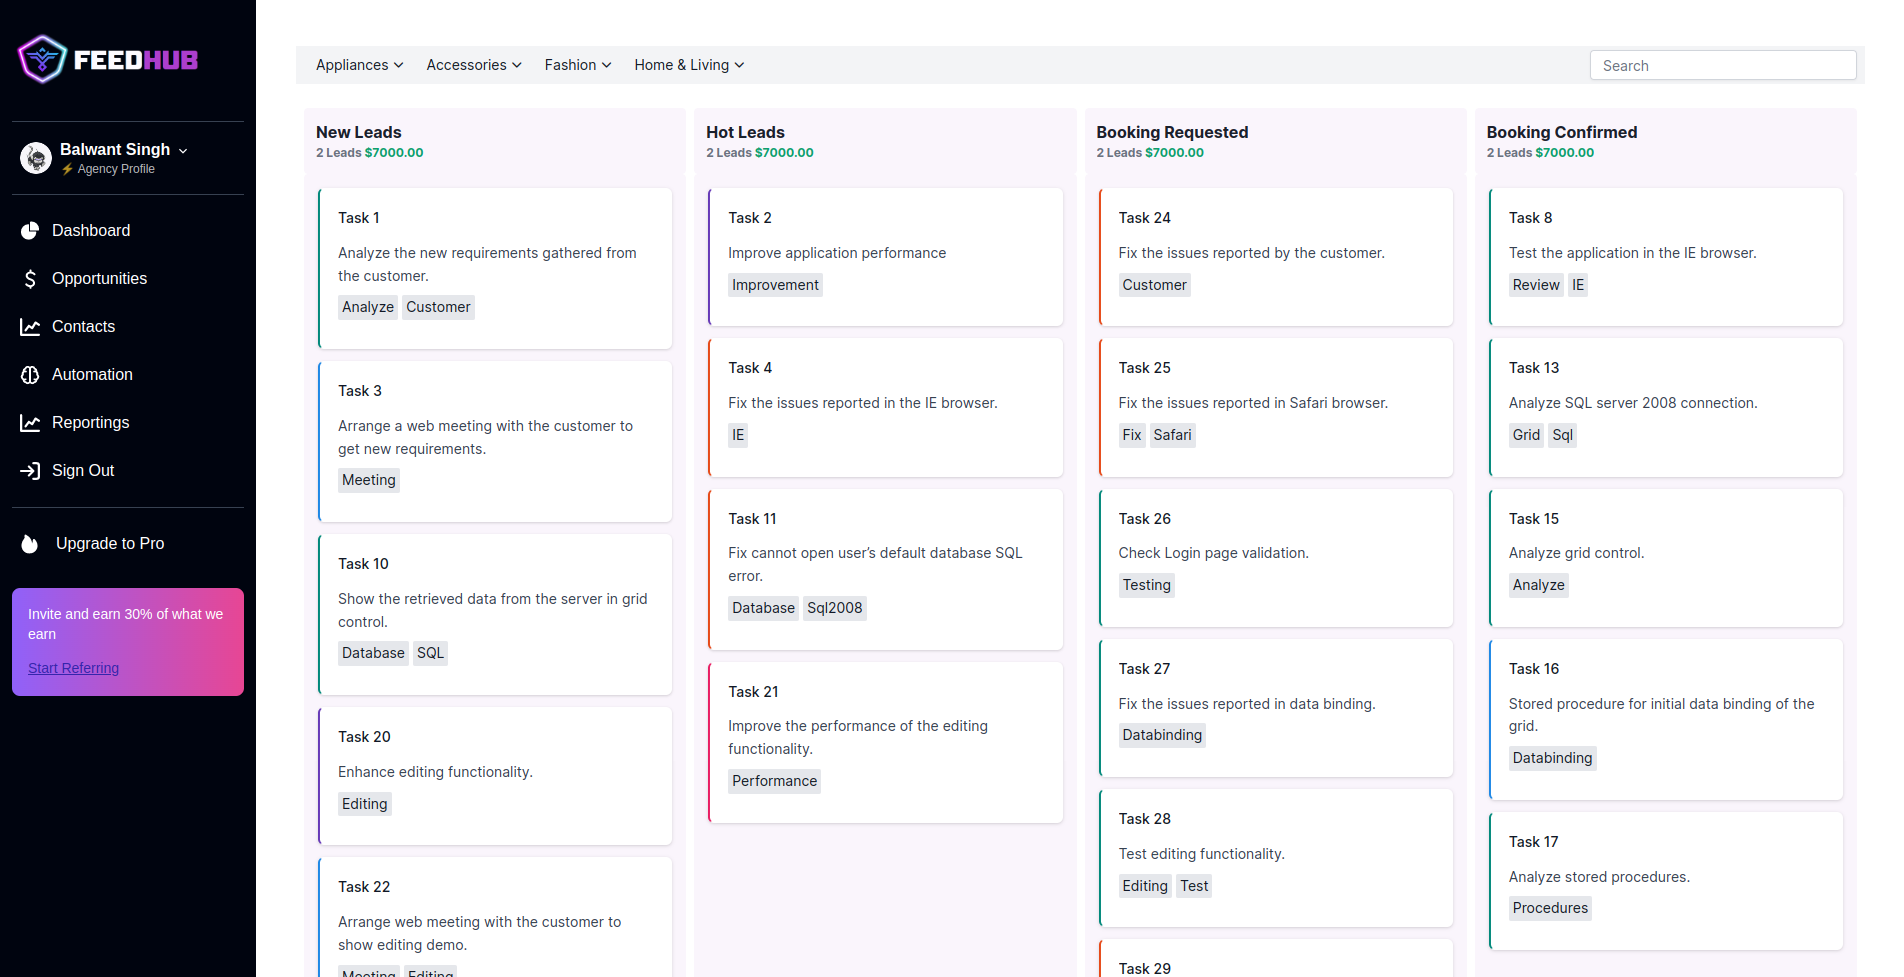 FEEDHUB
Balwant Singh
⚡ Agency Profile
Dashboard
Opportunities
Contacts
Automation
Reportings
Sign Out
Upgrade to Pro
Invite and earn 30% of what we
earn
Start Referring
Appliances Accessories Fashion Home & Living Search
New Leads
2 Leads $7000.00
Task 1
Analyze the new requirements gathered from
the customer.
Analyze Customer
Task 3
Arrange a web meeting with the customer to
get new requirements.
Meeting
Task 10
Show the retrieved data from the server in grid
control.
Database SQL
Task 20
Enhance editing functionality.
Editing
Task 22
Arrange web meeting with the customer to
show editing demo.
Meeting Editing
Hot Leads
2 Leads $7000.00
Task 2
Improve application performance
Improvement
Task 4
Fix the issues reported in the IE browser.
IE
Task 11
Fix cannot open user’s default database SQL
error.
Database Sql2008
Task 21
Improve the performance of the editing
functionality.
Performance
Booking Requested
2 Leads $7000.00
Task 24
Fix the issues reported by the customer.
Customer
Task 25
Fix the issues reported in Safari browser.
Fix Safari
Task 26
Check Login page validation.
Testing
Task 27
Fix the issues reported in data binding.
Databinding
Task 28
Test editing functionality.
Editing Test
Task 29
Booking Confirmed
2 Leads $7000.00
Task 8
Test the application in the IE browser.
Review IE
Task 13
Analyze SQL server 2008 connection.
Grid Sql
Task 15
Analyze grid control.
Analyze
Task 16
Stored procedure for initial data binding of the
grid.
Databinding
Task 17
Analyze stored procedures.
Procedures